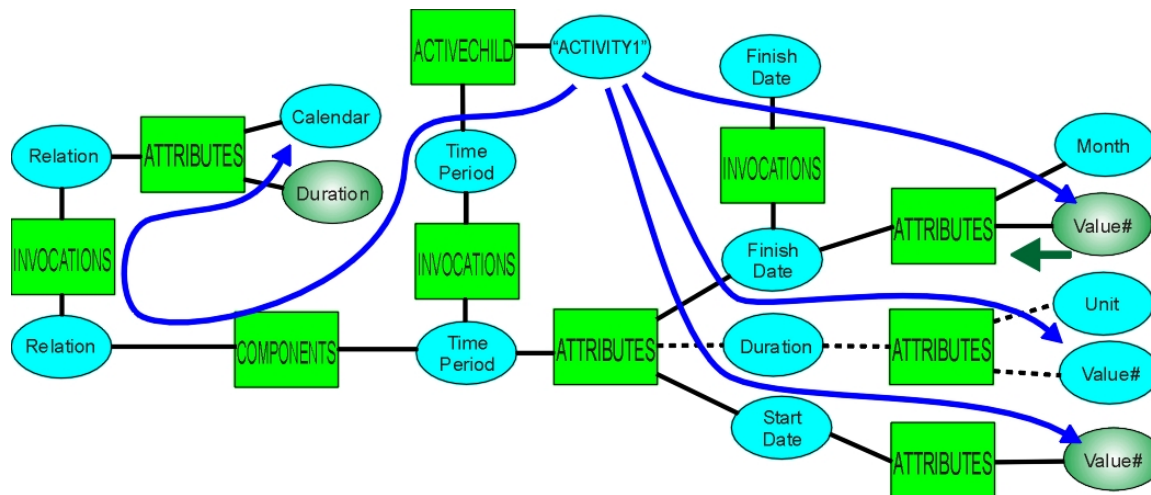 ACTIVECHILD
"ACTIVITY1"
Finish
Date
Calendar
Relation
ATTRIBUTES
Duration
Time
Period
INVOCATIONS
Month
ATTRIBUTES
Value#
INVOCATIONS
INVOCATIONS
Finish
Date
Unit
Relation
COMPONENTS
Time
Period
ATTRIBUTES
Duration
ATTRIBUTES
Value#
Start
Date
ATTRIBUTES
Value#